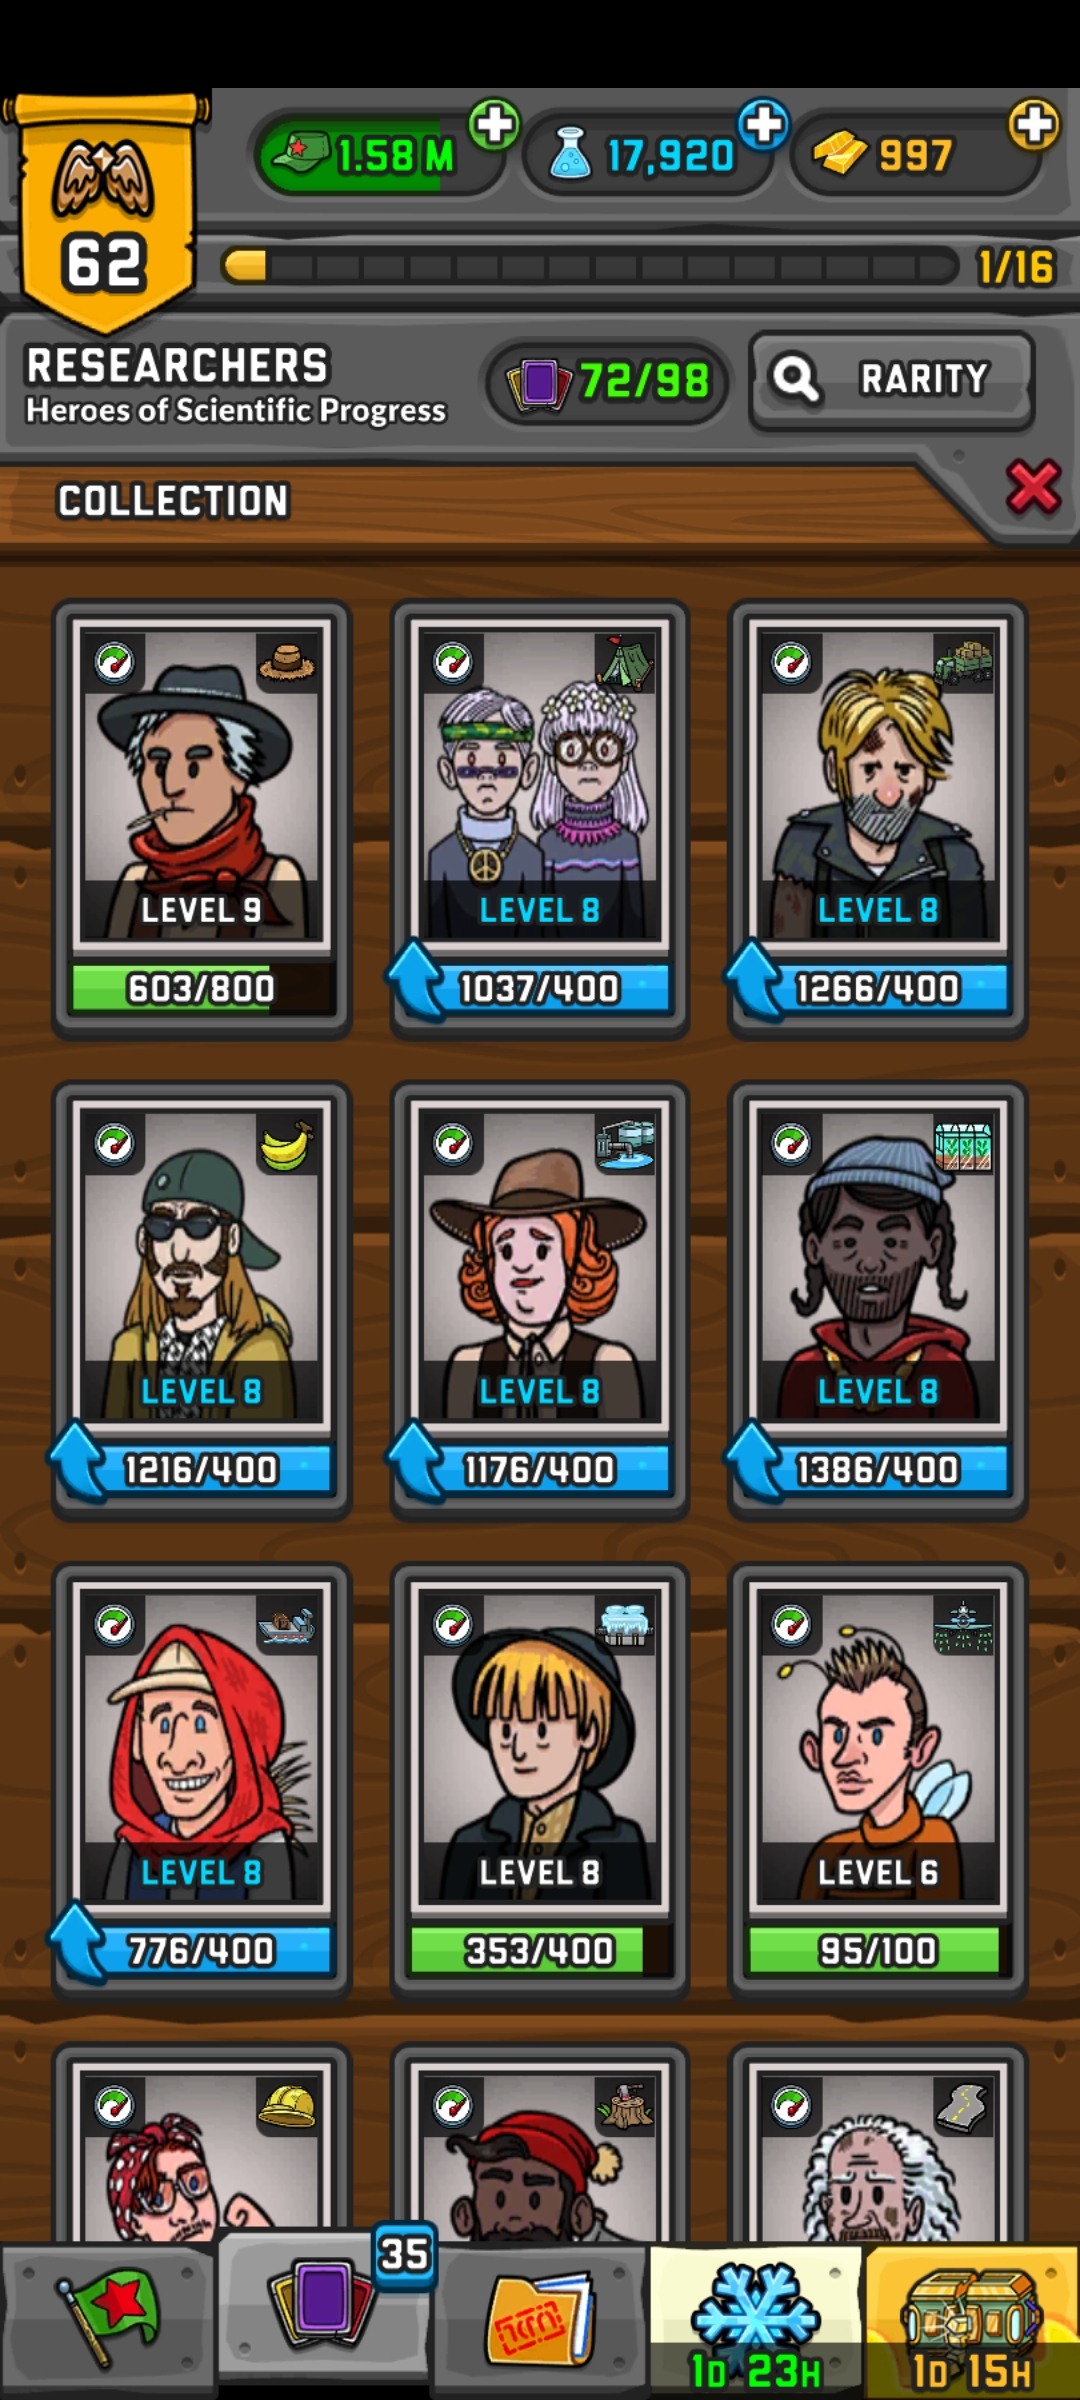 1.58 M
17,920
997
62
1/16
RESEARCHERS
Heroes of Scientific Progress
72/98
RARITY
COLLECTION
LEVEL 9
603/800
LEVEL 8
1037/400
LEVEL 8
1266/400
LEVEL 8
1216/400
LEVEL 8
1176/400
LEVEL 8
1386/400
LEVEL 8
776/400
LEVEL 8
353/400
LEVEL 6
95/100
35
1D 23H
1D 15H